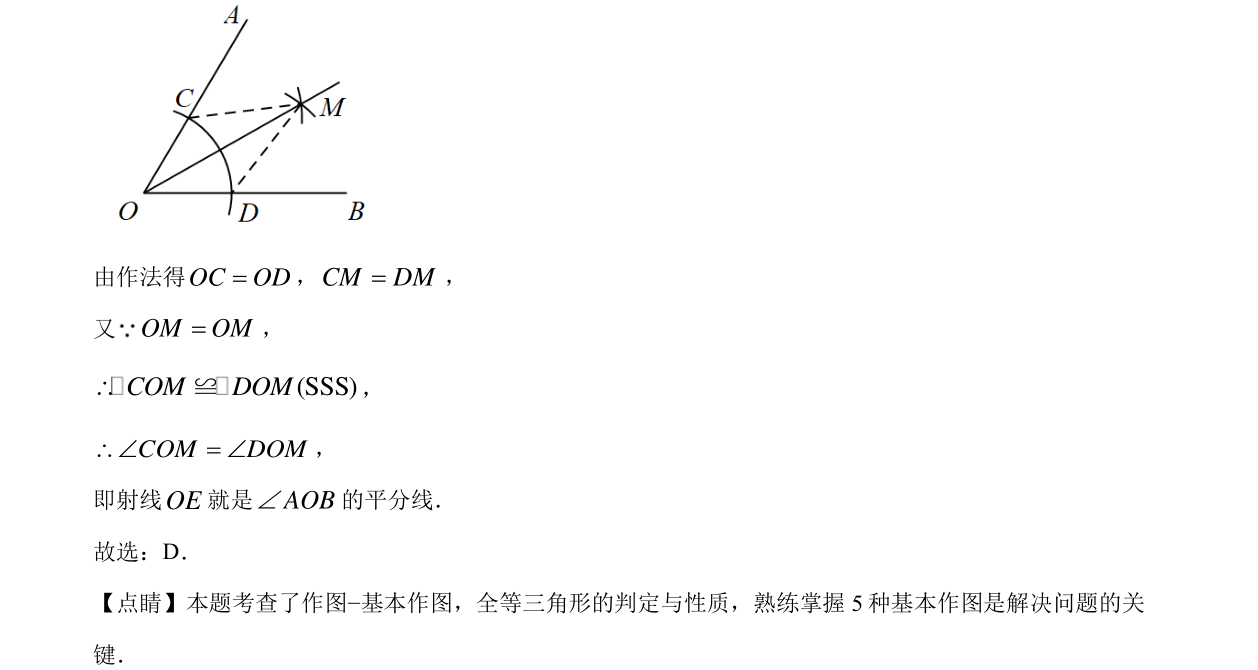 A
C
M
O
D
B
由作法得OC = OD，CM = DM，
又∵OM = OM，
∴□COM ≌□DOM(SSS)，
∴∠COM = ∠DOM，
即射线OE就是∠AOB的平分线．
故选：D．
【点睛】本题考查了作图−基本作图，全等三角形的判定与性质，熟练掌握5种基本作图是解决问题的关
键．